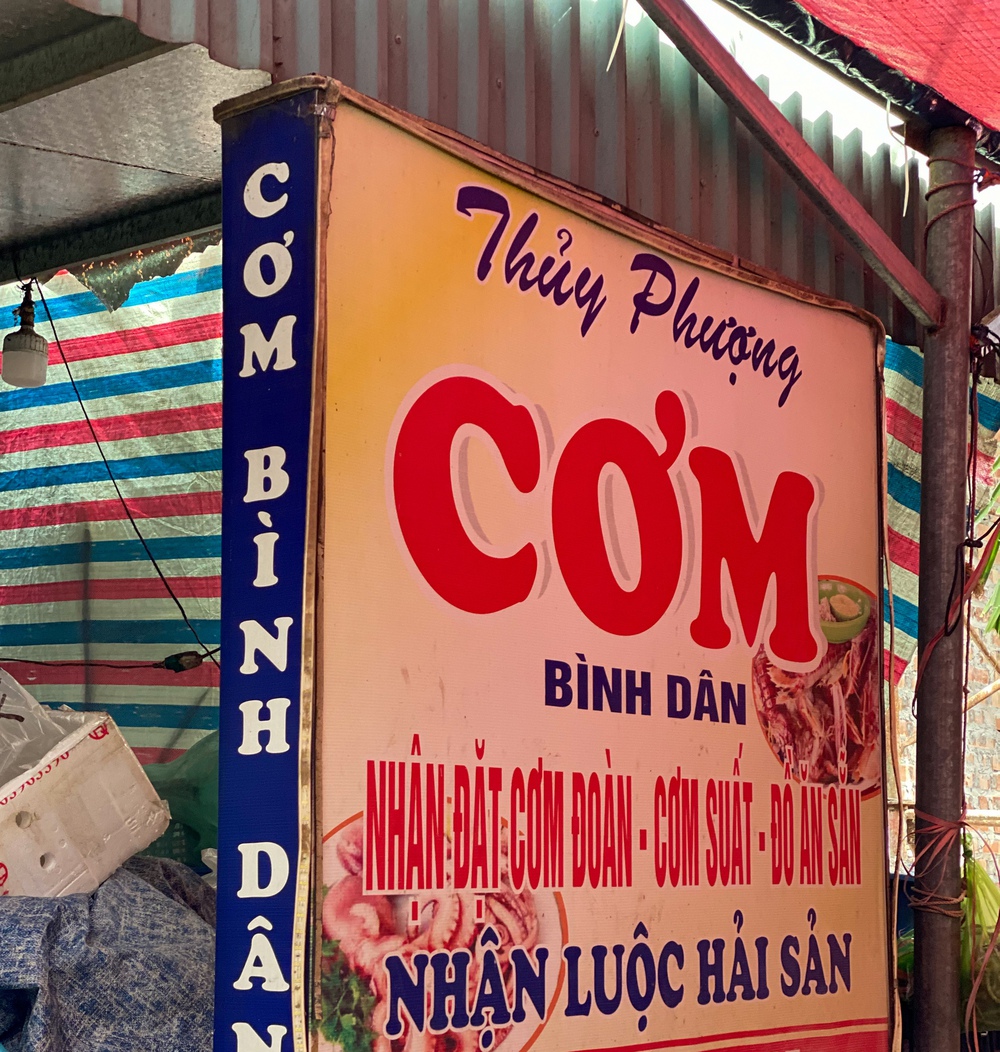 CƠM BÌNH DÂN
Thủy Phượng
CƠM
BÌNH DÂN
NHẬN ĐẶT CƠM ĐOÀN - CƠM SUẤT - ĐỒ ĂN SẴN
NHẬN LUỘC HẢI SẢN